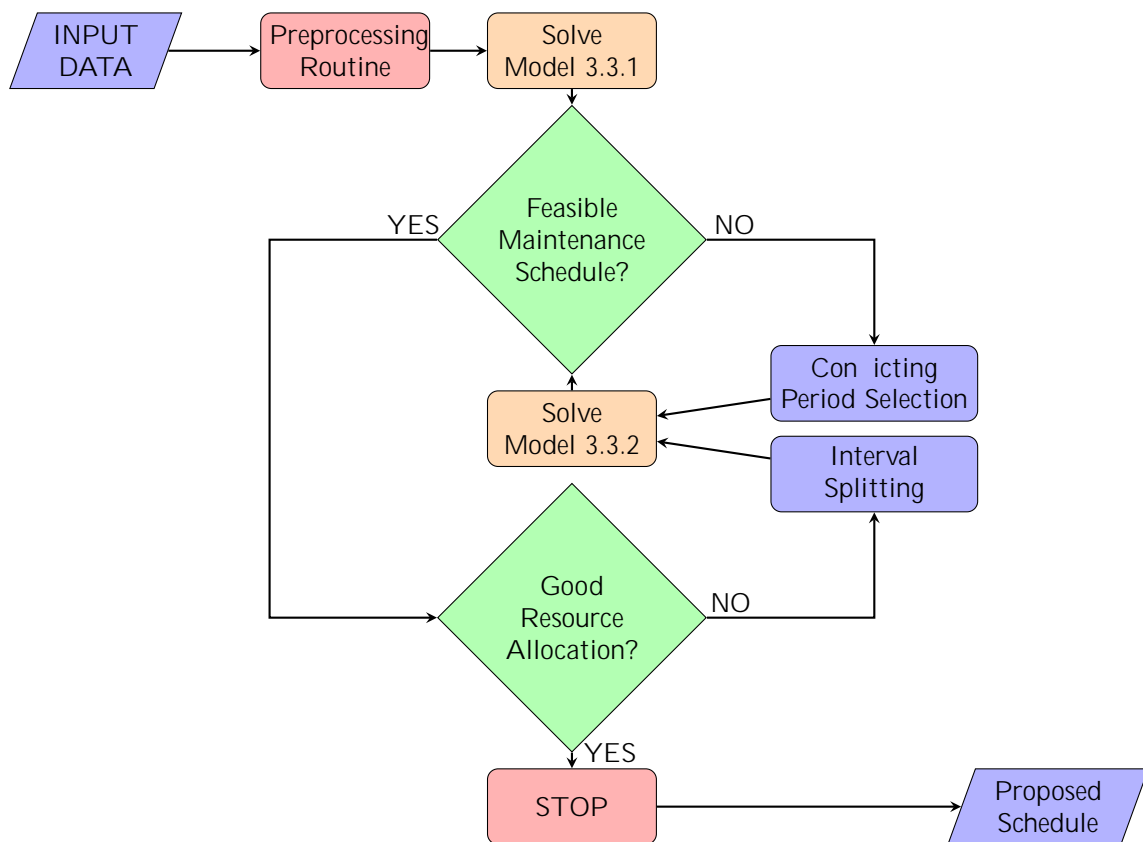 INPUT
DATA
Preprocessing
Routine
Solve
Model 3.3.1
Feasible
Maintenance
Schedule?
YES
NO
Con icting
Period Selection
Solve
Model 3.3.2
Interval
Splitting
Good
Resource
Allocation?
NO
YES
STOP
Proposed
Schedule